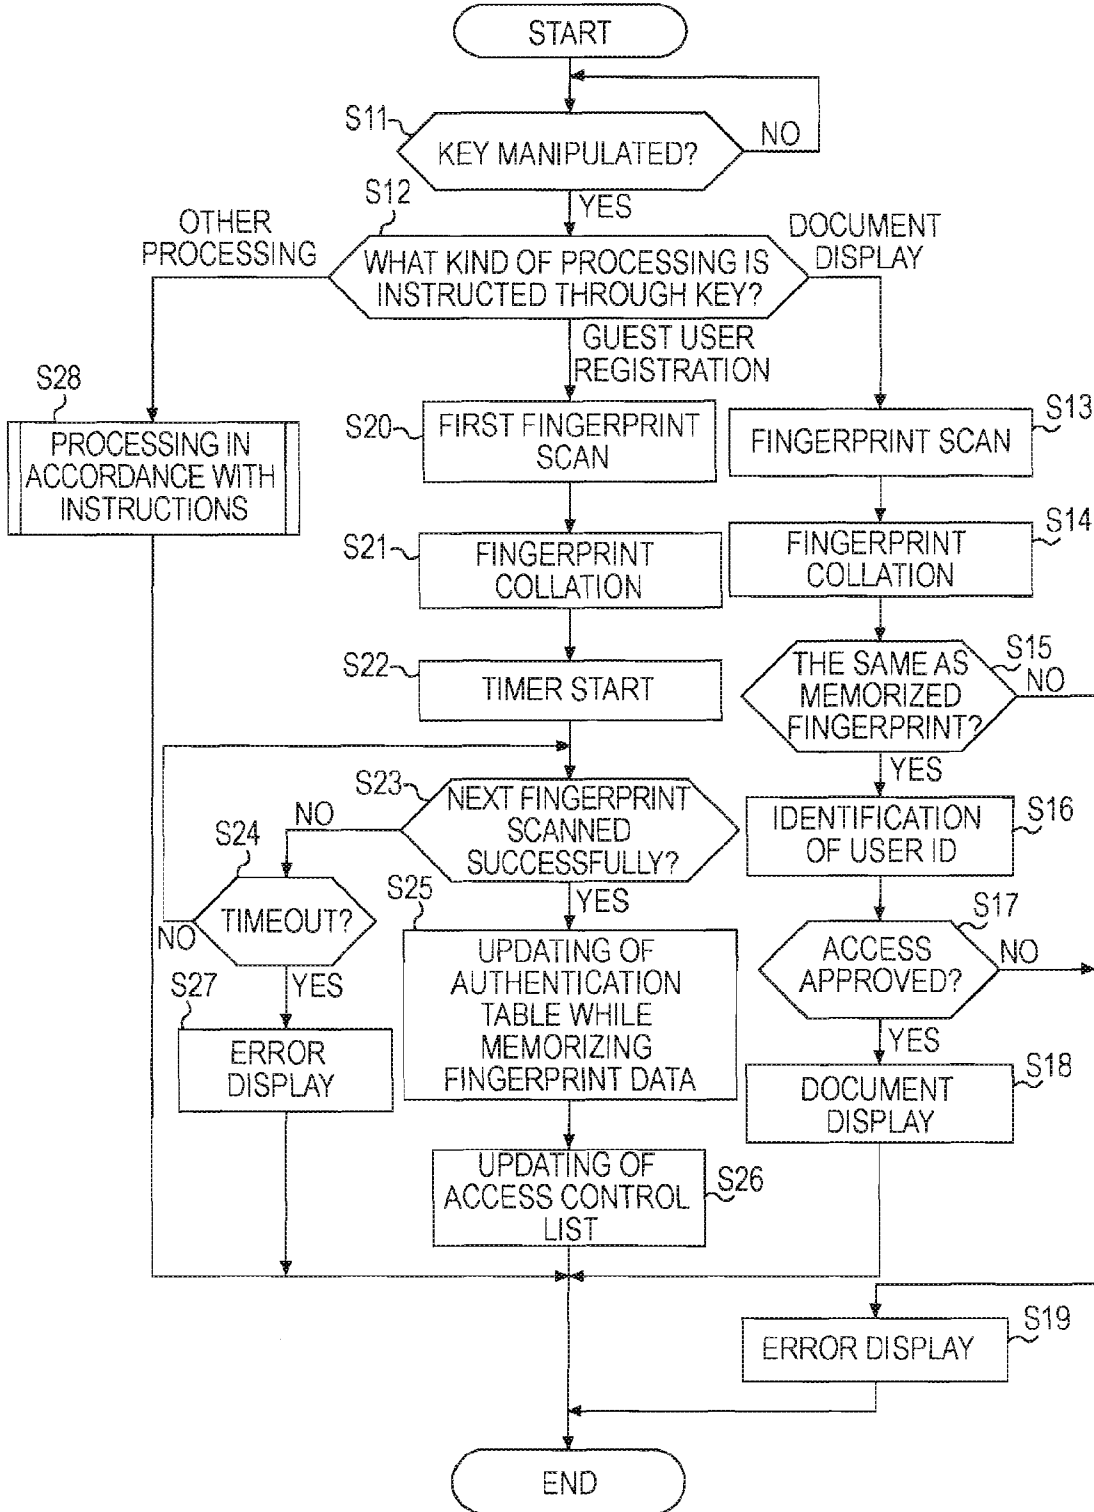 START
S11
KEY MANIPULATED?
NO
YES
S12
OTHER
PROCESSING
DOCUMENT
DISPLAY
WHAT KIND OF PROCESSING IS
INSTRUCTED THROUGH KEY?
GUEST USER
REGISTRATION
S28
PROCESSING IN
ACCORDANCE WITH
INSTRUCTIONS
S20
FIRST FINGERPRINT
SCAN
S13
FINGERPRINT SCAN
S21
FINGERPRINT
COLLATION
S14
FINGERPRINT
COLLATION
S22
TIMER START
S15
THE SAME AS
MEMORIZED
FINGERPRINT?
NO
YES
S23
NEXT FINGERPRINT
SCANNED
SUCCESSFULLY?
NO
YES
S16
IDENTIFICATION
OF USER ID
S24
TIMEOUT?
NO
YES
S25
UPDATING OF
AUTHENTICATION
TABLE WHILE
MEMORIZING
FINGERPRINT DATA
S17
ACCESS
APPROVED?
NO
YES
S27
ERROR
DISPLAY
S18
DOCUMENT
DISPLAY
UPDATING OF
ACCESS CONTROL
LIST
S26
S19
ERROR DISPLAY
END